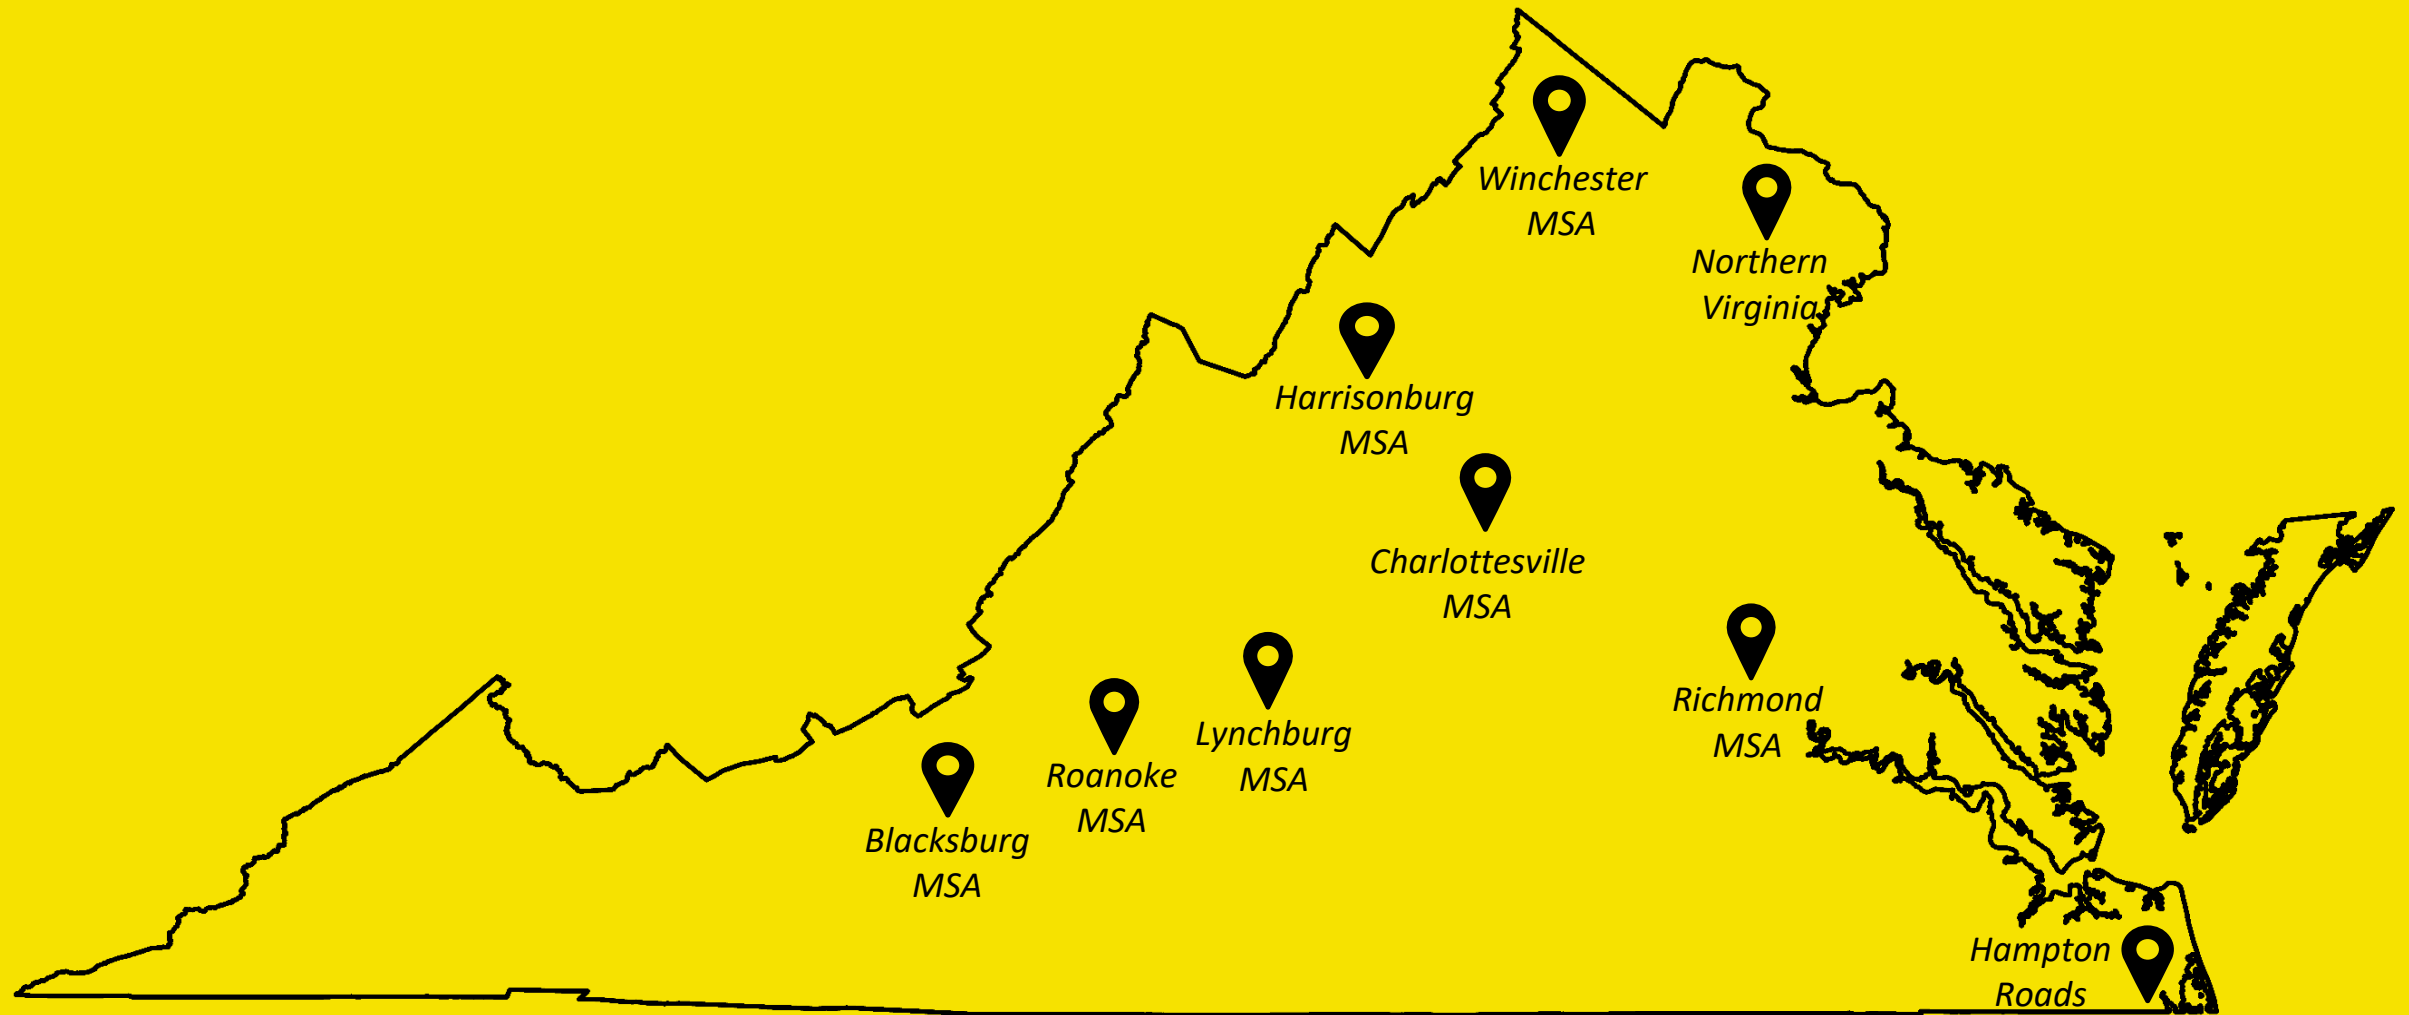 Winchester
MSA
Northern
Virginia
Harrisonburg
MSA
Charlottesville
MSA
Richmond
MSA
Lynchburg
MSA
Roanoke
MSA
Blacksburg
MSA
Hampton
Roads